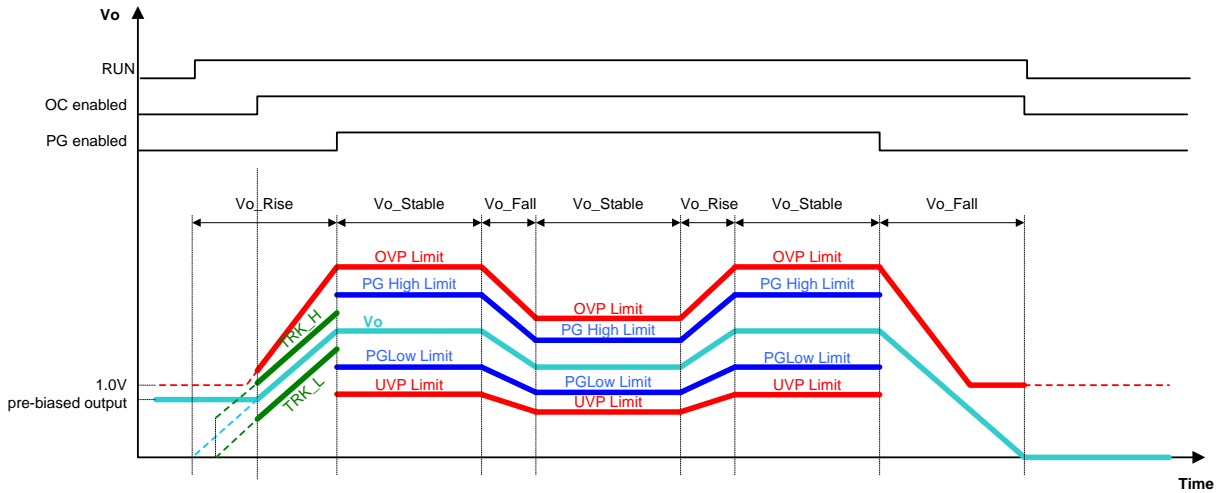 Vo
RUN
OC enabled
PG enabled
Vo_Rise
Vo_Stable
Vo_Fall
Vo_Stable
Vo_Rise
Vo_Stable
Vo_Fall
OVP Limit
OVP Limit
PG High Limit
PG High Limit
OVP Limit
TRK_H
Vo
PG High Limit
PGLow Limit
PGLow Limit
1.0V
PGLow Limit
UVP Limit
UVP Limit
TRK_L
pre-biased output
UVP Limit
Time